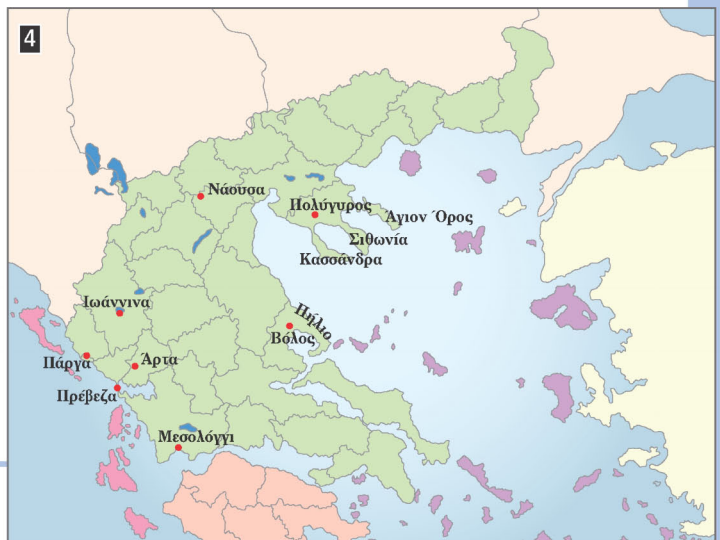 4
Νάουσα
Πολύγυρος
Άγιον Όρος
Σιθωνία
Κασσάνδρα
Ιωάννινα
Πήλιο
Βόλος
Πάργα
Άρτα
Πρέβεζα
Μεσολόγγι